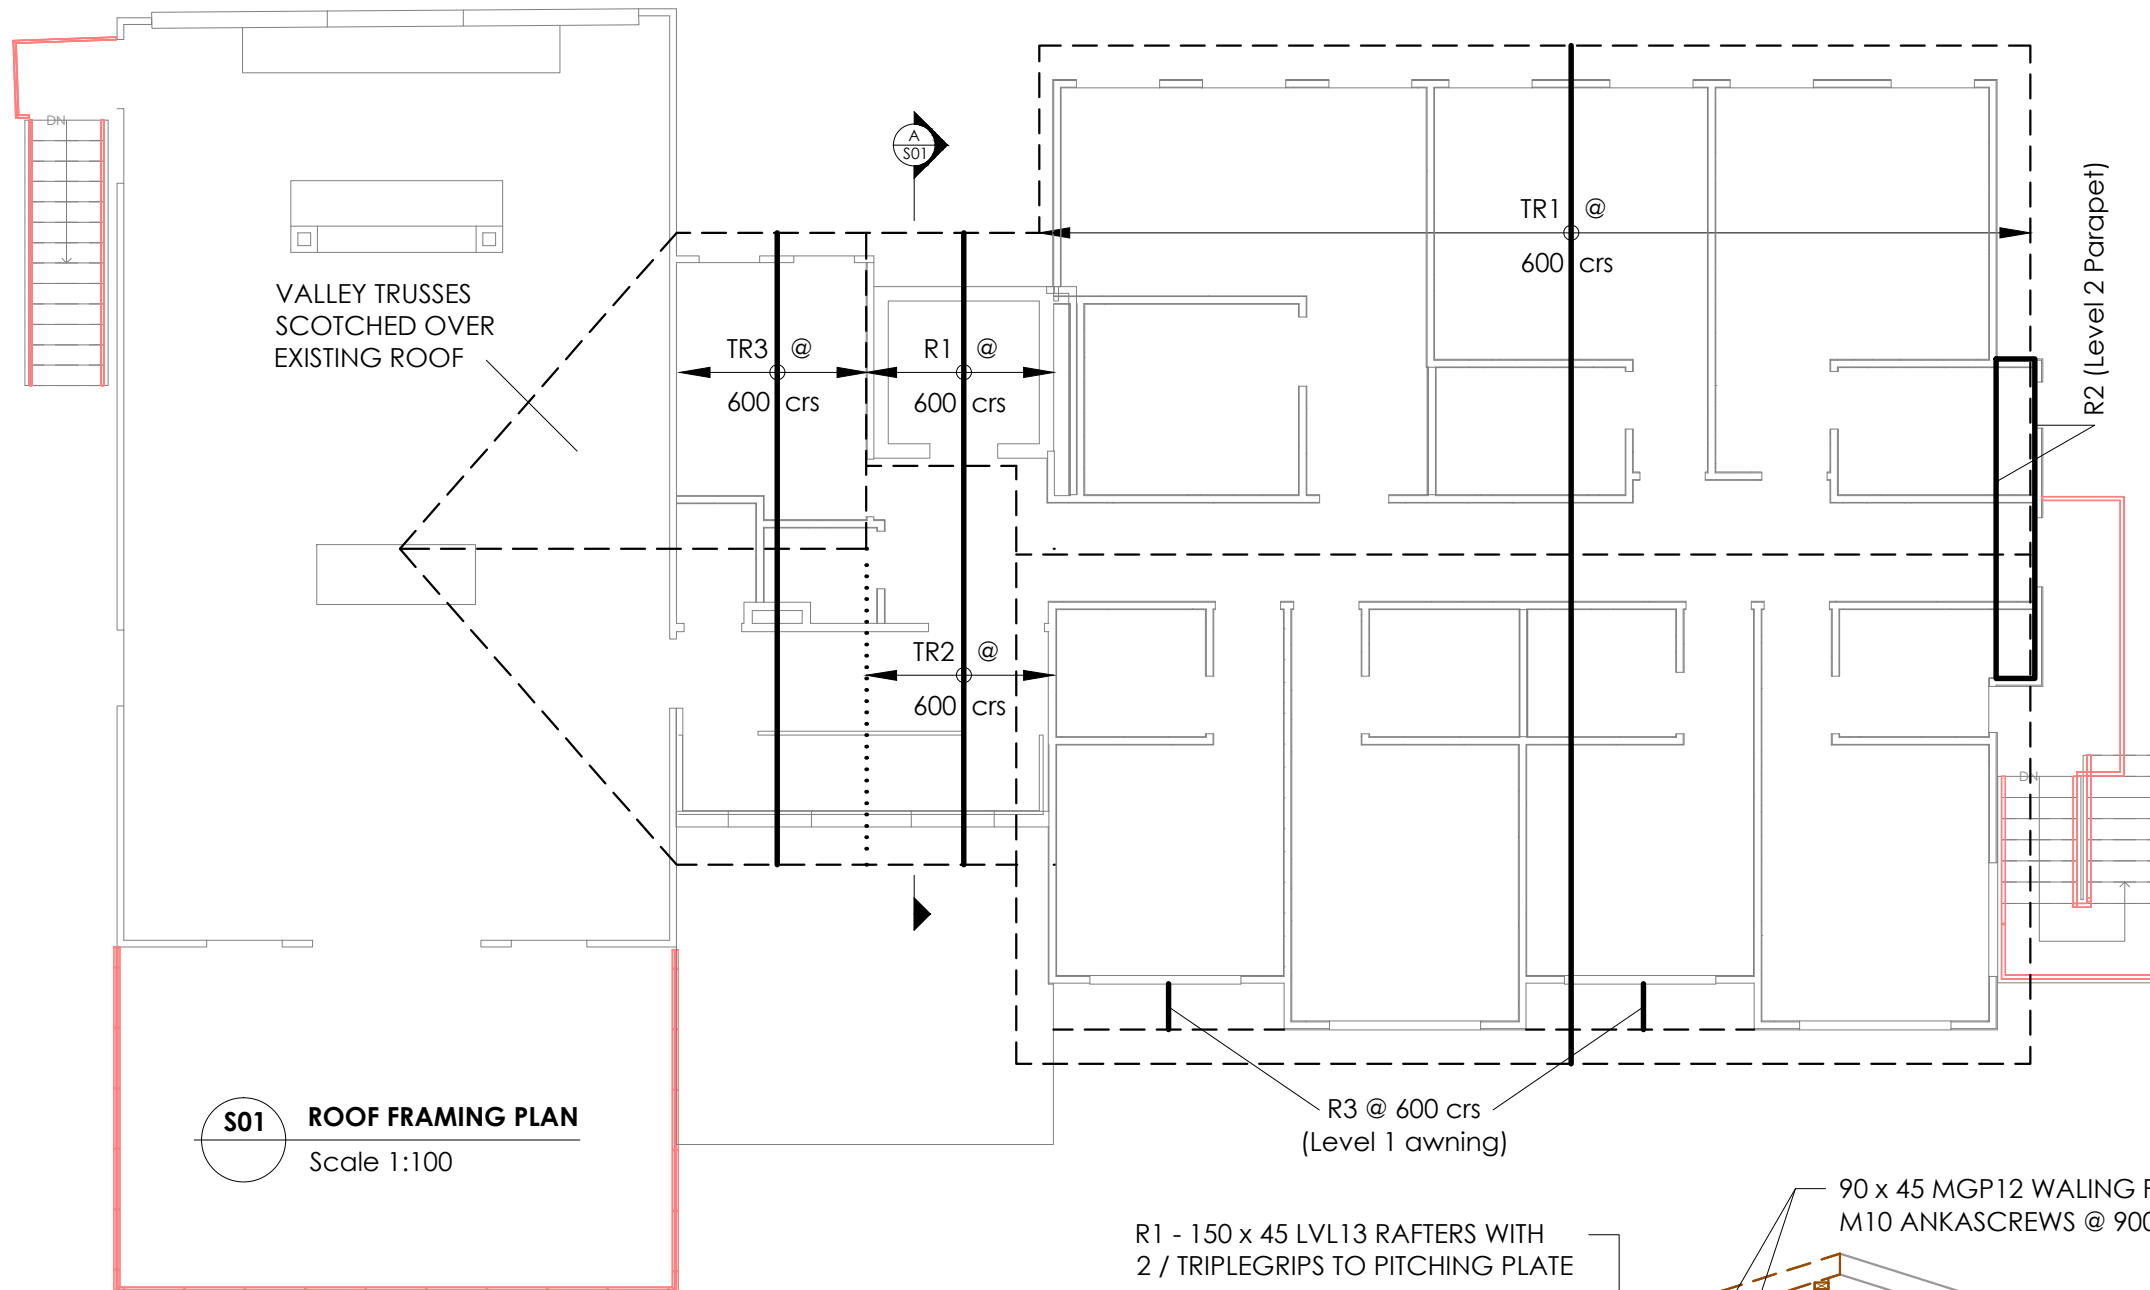 DN
A
S01
TR1 @
600 crs
R2 (Level 2 Parapet)
VALLEY TRUSSES
SCOTCHED OVER
EXISTING ROOF
TR3 @
600 crs
R1 @
600 crs
TR2 @
600 crs
DN
R3 @ 600 crs
(Level 1 awning)
S01
ROOF FRAMING PLAN
Scale 1:100
90 x 45 MGP12 WALING
M10 ANKASCREWS @ 900
R1 - 150 x 45 LVL13 RAFTERS WITH
2 / TRIPLEGRIPS TO PITCHING PLATE